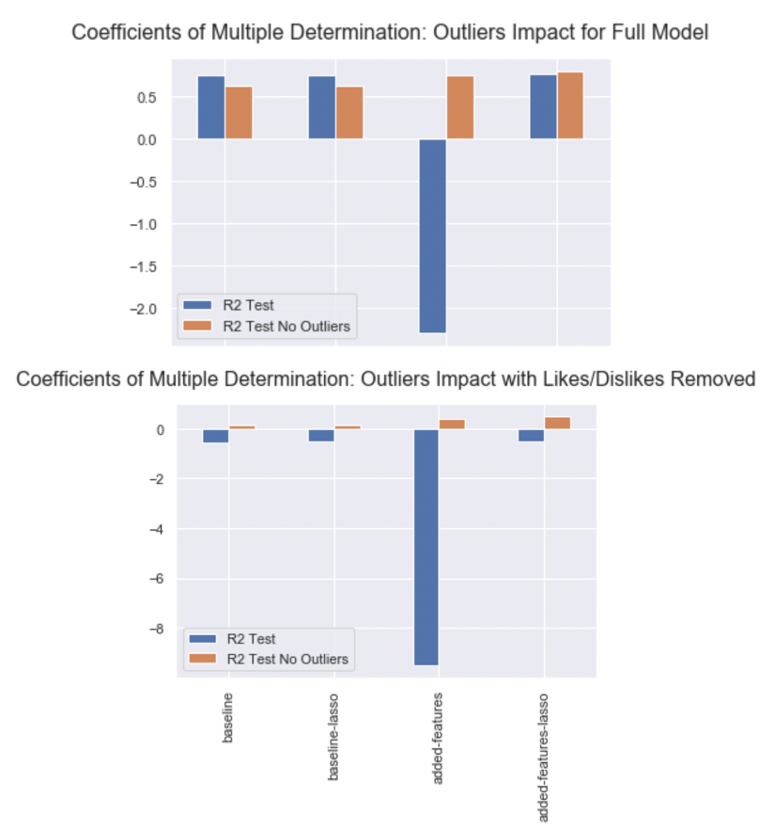 Coefficients of Multiple Determination: Outliers Impact for Full Model
0.5
0.0
−0.5
−1.0
−1.5
−2.0
R2 Test
R2 Test No Outliers
Coefficients of Multiple Determination: Outliers Impact with Likes/Dislikes Removed
0
−2
−4
−6
−8
R2 Test
R2 Test No Outliers
baseline
baseline-lasso
added-features
added-features-lasso